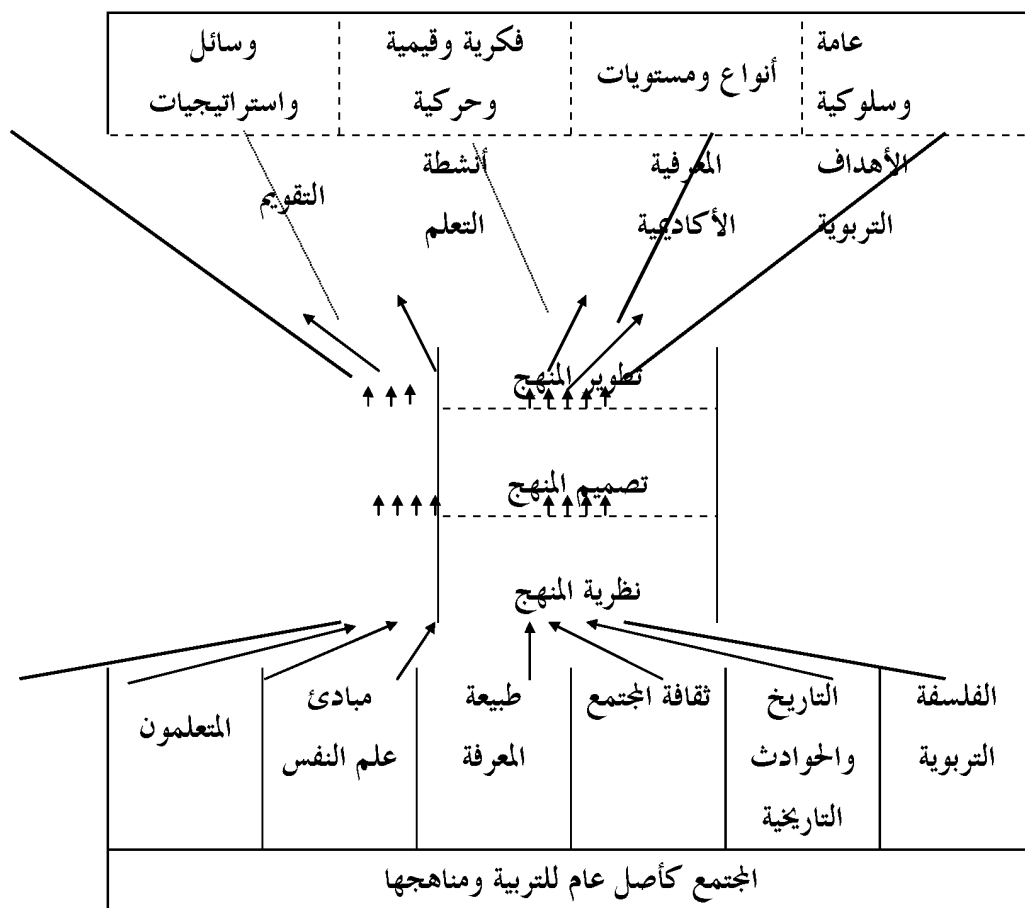 عامة
وسلوكية
أنواع ومستويات
فكرية وقيمية
وحركية
وسائل
واستراتيجيات
الأهداف
التربوية
المعرفية
الأكاديمية
أنشطة
التعلم
التقويم
تطوير المنهج
تصميم المنهج
نظرية المنهج
الفلسفة
التربوية
التاريخ
والحوادث
التاريخية
ثقافة المجتمع
طبيعة
المعرفة
مبادئ
علم النفس
المتعلمون
المجتمع كأصل عام للتربية ومناهجها